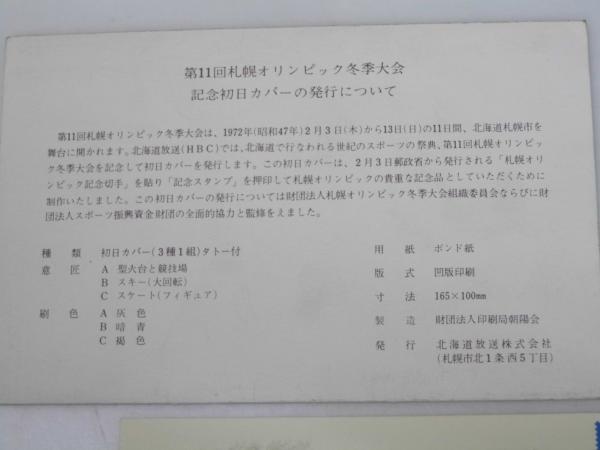 第11回札幌オリンピック冬季大会
記念初日カバーの発行について
第11回札幌オリンピック冬季大会は、1972年(昭和47年)2月3日(木)から13日(日)の11日間、北海道札幌市を
舞台に開かれます。北海道放送(HBC)では、北海道で行なわれる世紀のスポーツの祭典、第11回札幌オリンピッ
ク冬季大会を記念して初日カバーを発行します。この初日カバーは、2月3日郵政省から発行される「札幌オリ
ンピック記念切手」を貼り「記念スタンプ」を押印して札幌オリンピックの貴重な記念品としていただくために
制作いたしました。この初日カバーの発行については財団法人札幌オリンピック冬季大会組織委員会ならびに財
団法人スポーツ振興資金財団の全面的協力と監修をえました。
種類 初日カバー(3種1組)タトー付
意匠 A 聖火台と競技場
B スキー(大回転)
C スケート(フィギュア)
刷色 A 灰色
B 暗青
C 褐色
用紙 ボンド紙
版式 凹版印刷
寸法 165×100mm
製造 財団法人印刷局朝陽会
発行 北海道放送株式会社
(札幌市北1条西5丁目)